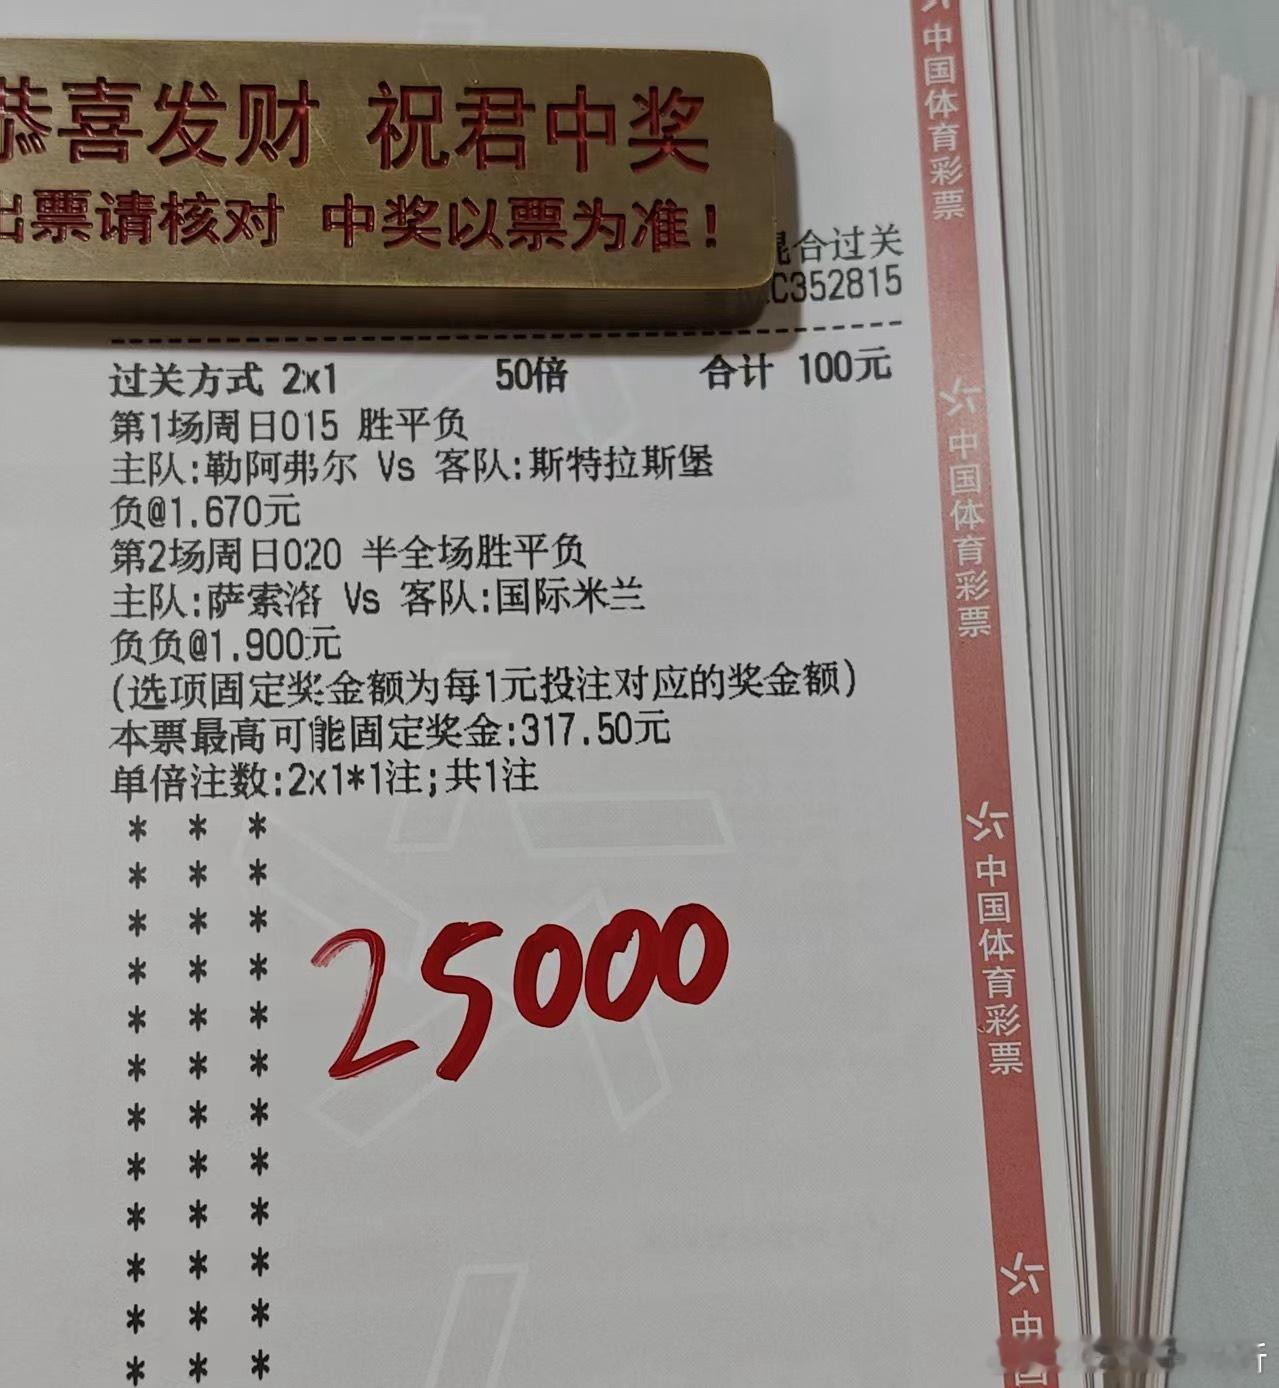 恭喜发财 祝君中奖
出票请核对 中奖以票为准!
混合过关
C352815
过关方式 2x1 50倍 合计 100元
第1场周日015 胜平负
主队:勒阿弗尔 Vs 客队:斯特拉斯堡
负@1.670元
第2场周日020 半全场胜平负
主队:萨索洛 Vs 客队:国际米兰
负负@1.900元
(选项固定奖金额为每1元投注对应的奖金额)
本票最高可能固定奖金:317.50元
单倍注数:2x1*1注;共1注
* * *
* * *
* * *
* * *
* * *
* * *
* * *
* * *
* * *
* * *
* * *
* * *
25000
中国体育彩票
中国体育彩票
中国体育彩票
中国